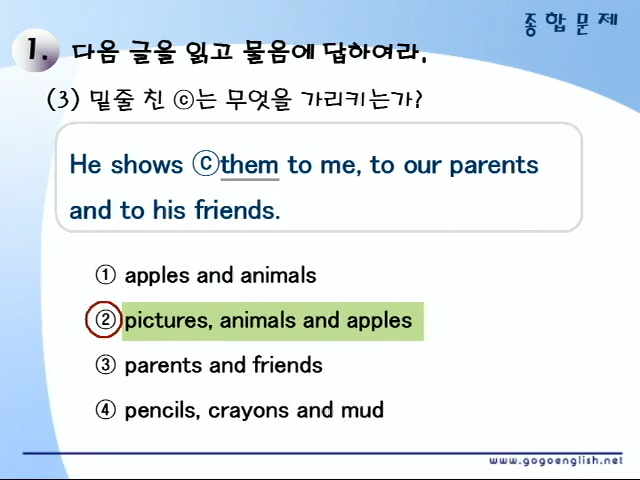 종합문제
1. 다음 글을 읽고 물음에 답하여라.
(3) 밑줄 친 ⓒ는 무엇을 가리키는가?
He shows ⓒthem to me, to our parents
and to his friends.
① apples and animals
② pictures, animals and apples
③ parents and friends
④ pencils, crayons and mud
www.gogoenglish.net